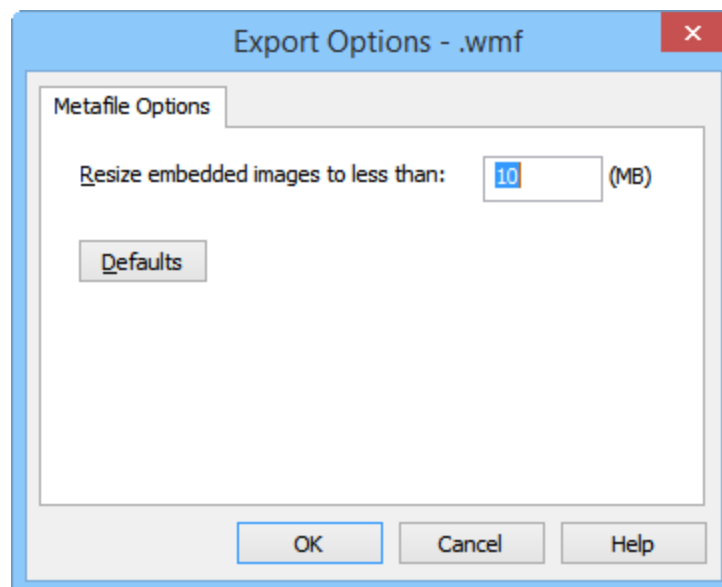 Export Options - .wmf
Metafile Options
Resize embedded images to less than: 10 (MB)
Defaults
OK Cancel Help